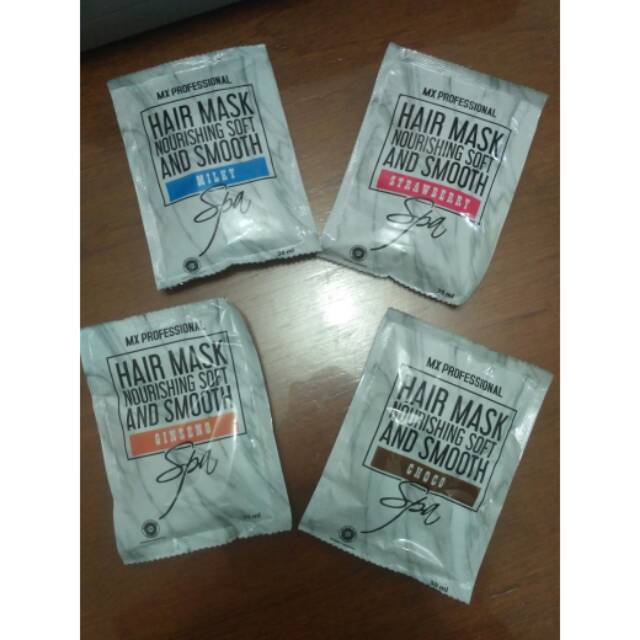 MX PROFESSIONAL
HAIR MASK
NOURISHING SOFT
AND SMOOTH
MILKY
Spa
MX PROFESSIONAL
HAIR MASK
NOURISHING SOFT
AND SMOOTH
STRAWBERRY
Spa
MX PROFESSIONAL
HAIR MASK
NOURISHING SOFT
AND SMOOTH
GINSENG
Spa
MX PROFESSIONAL
HAIR MASK
NOURISHING SOFT
AND SMOOTH
CHOCO
Spa